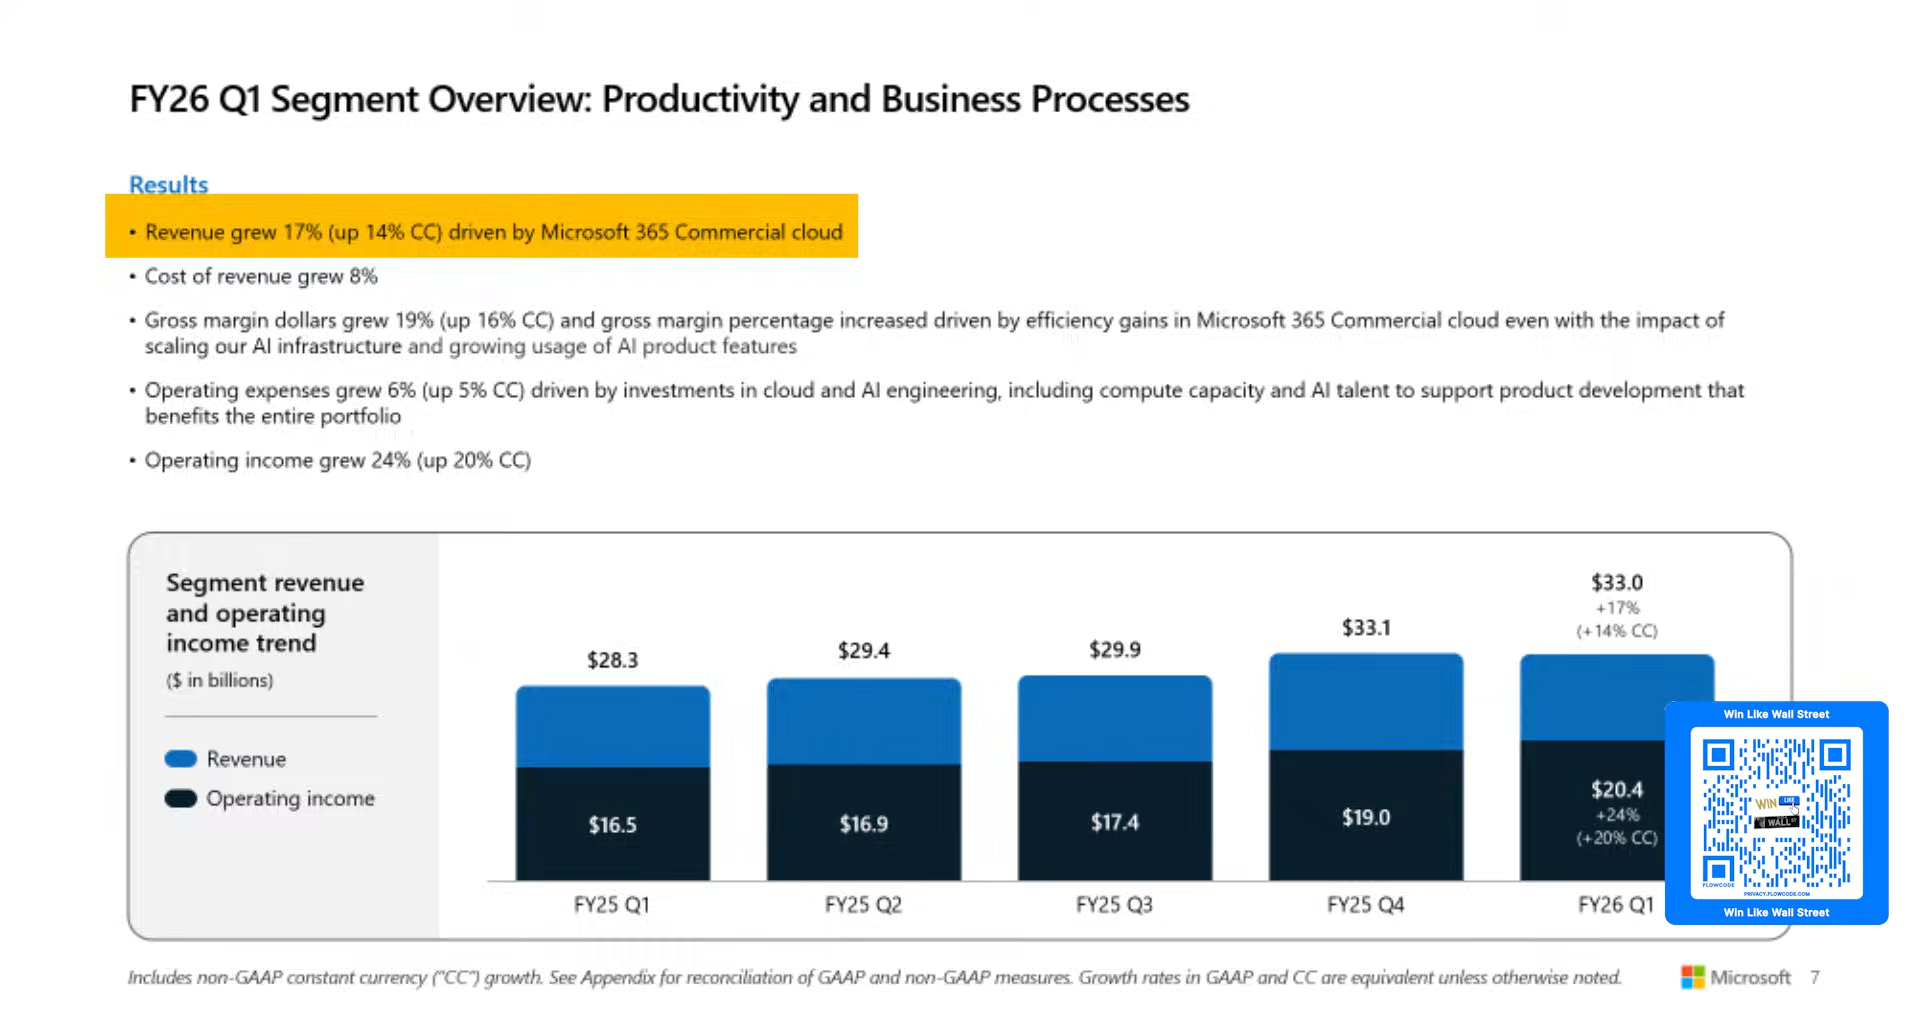 FY26 Q1 Segment Overview: Productivity and Business Processes
Results
• Revenue grew 17% (up 14% CC) driven by Microsoft 365 Commercial cloud
• Cost of revenue grew 8%
• Gross margin dollars grew 19% (up 16% CC) and gross margin percentage increased driven by efficiency gains in Microsoft 365 Commercial cloud even with the impact of
scaling our AI infrastructure and growing usage of AI product features
• Operating expenses grew 6% (up 5% CC) driven by investments in cloud and AI engineering, including compute capacity and AI talent to support product development that
benefits the entire portfolio
• Operating income grew 24% (up 20% CC)
Segment revenue
and operating
income trend
($ in billions)
Revenue
Operating income
$28.3
$29.4
$29.9
$33.1
$33.0
+17%
(+14% CC)
$16.5
$16.9
$17.4
$19.0
$20.4
+24%
(+20% CC)
FY25 Q1
FY25 Q2
FY25 Q3
FY25 Q4
FY26 Q1
Win Like Wall Street
WIN
LIKE
WALL ST
FLOWCODE
PRIVACY.FLOWCODE.COM
Win Like Wall Street
Includes non-GAAP constant currency ("CC") growth. See Appendix for reconciliation of GAAP and non-GAAP measures. Growth rates in GAAP and CC are equivalent unless otherwise noted.
Microsoft 7